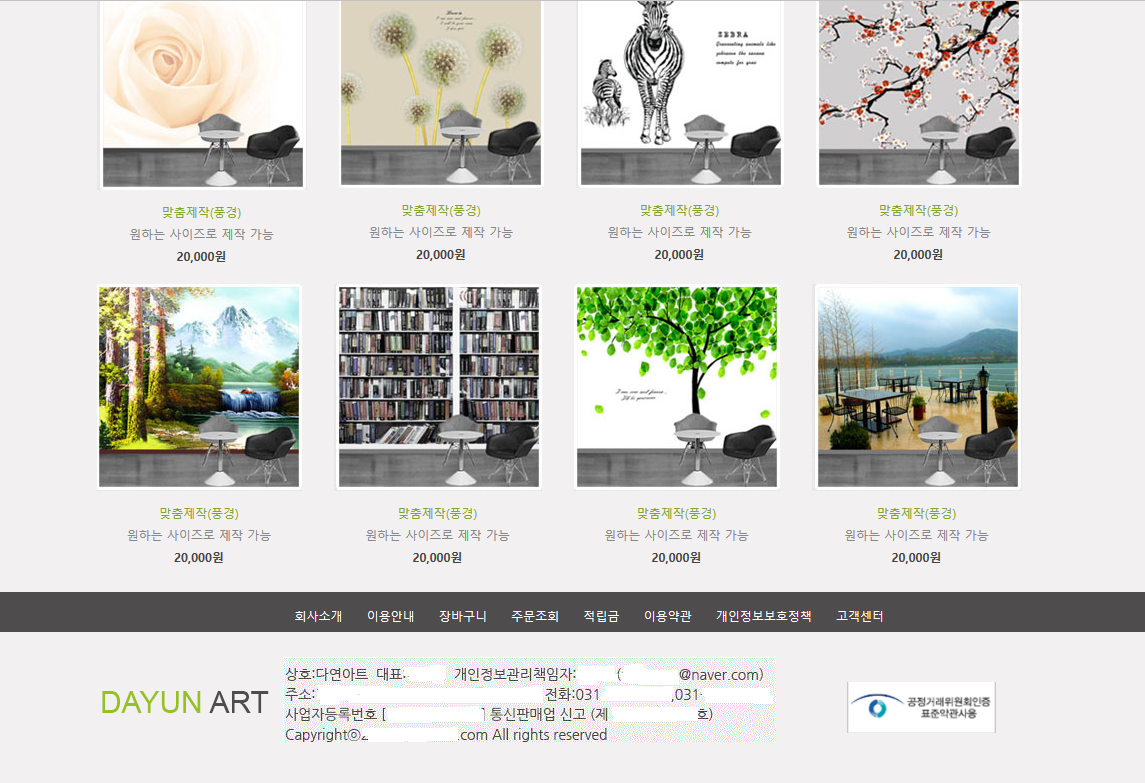 ZEBRA
맞춤제작(풍경)
맞춤제작(풍경)
맞춤제작(풍경)
맞춤제작(풍경)
원하는 사이즈로 제작 가능
원하는 사이즈로 제작 가능
원하는 사이즈로 제작 가능
원하는 사이즈로 제작 가능
20,000원
20,000원
20,000원
20,000원
맞춤제작(풍경)
맞춤제작(풍경)
맞춤제작(풍경)
맞춤제작(풍경)
원하는 사이즈로 제작 가능
원하는 사이즈로 제작 가능
원하는 사이즈로 제작 가능
원하는 사이즈로 제작 가능
20,000원
20,000원
20,000원
20,000원
회사소개 이용안내 장바구니 주문조회 적립금 이용약관 개인정보보호정책 고객센터
DAYUN ART
상호:다연아트 대표: 개인정보관리책임자: ( @naver.com)
주소: 전화:031 ,031-
사업자등록번호 [ ] 통신판매업 신고 (제 호)
Capyrightⓒ .com All rights reserved
공정거래위원회인증
표준약관사용